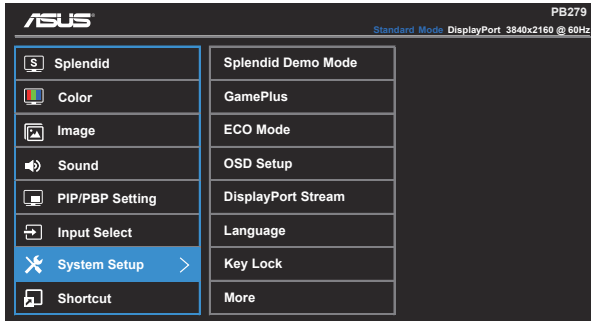 ASUS
PB279
Standard Mode DisplayPort 3840x2160 @ 60Hz
S Splendid
Color
Image
Sound
PIP/PBP Setting
Input Select
System Setup >
Shortcut
Splendid Demo Mode
GamePlus
ECO Mode
OSD Setup
DisplayPort Stream
Language
Key Lock
More